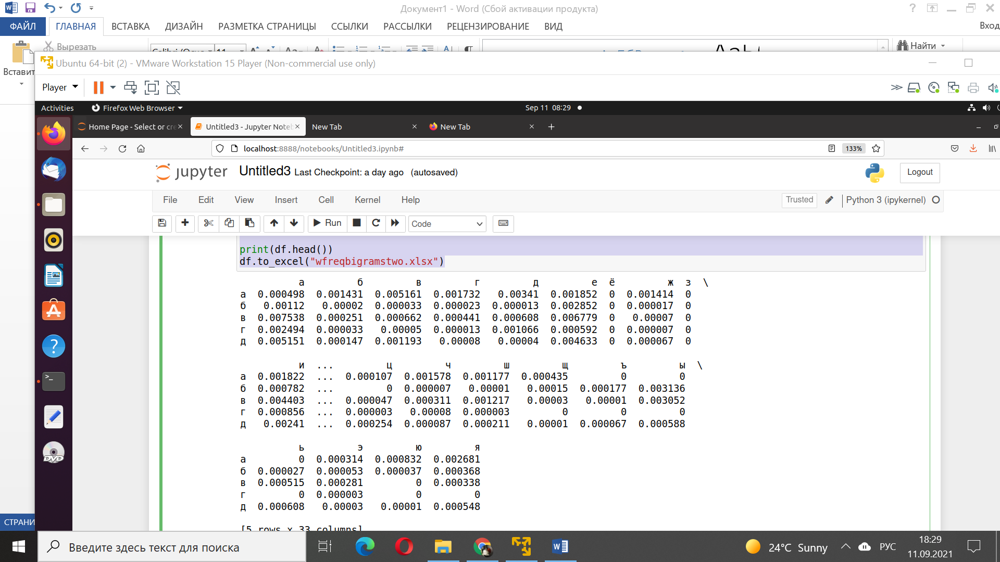 Документ1 - Word (Сбой активации продукта)
ФАЙЛ ГЛАВНАЯ ВСТАВКА ДИЗАЙН РАЗМЕТКА СТРАНИЦЫ ССЫЛКИ РАССЫЛКИ РЕЦЕНЗИРОВАНИЕ ВИД Вход
Вырезать
Найти
Вставит
Ubuntu 64-bit (2) - VMware Workstation 15 Player (Non-commercial use only)
Player
Activities Firefox Web Browser Sep 11 08:29
Home Page - Select or cre Untitled3 - Jupyter Noteb New Tab New Tab
localhost:8888/notebooks/Untitled3.ipynb# 133%
jupyter Untitled3 Last Checkpoint: a day ago (autosaved) Logout
File Edit View Insert Cell Kernel Help Trusted Python 3 (ipykernel)
Run Code
print(df.head())
df.to_excel("wfreqbigramstwo.xlsx")
а б в г д е ё ж з \
а 0.000498 0.001431 0.005161 0.001732 0.00341 0.001852 0 0.001414 0
б 0.00112 0.00002 0.000033 0.000023 0.000013 0.002852 0 0.000017 0
в 0.007538 0.000251 0.000662 0.000441 0.000608 0.006779 0 0.00007 0
г 0.002494 0.000033 0.00005 0.000013 0.001066 0.000592 0 0.000007 0
д 0.005151 0.000147 0.001193 0.00008 0.00004 0.004633 0 0.000067 0
и ... ц ч ш щ ъ ы \
а 0.001822 ... 0.000107 0.001578 0.001177 0.000435 0 0
б 0.000782 ... 0 0.000007 0.00001 0.00015 0.000177 0.003136
в 0.004403 ... 0.000047 0.000311 0.001217 0.00003 0.00001 0.003052
г 0.000856 ... 0.000003 0.00008 0.000003 0 0 0
д 0.00241 ... 0.000254 0.000087 0.000211 0.00001 0.000067 0.000588
ь э ю я
а 0 0.000314 0.000832 0.002681
б 0.000027 0.000053 0.000037 0.000368
в 0.000515 0.000281 0 0.000338
г 0 0.000003 0 0
д 0.000608 0.00003 0.00001 0.000548
[5 rows x 33 columns]
СТРАНИ
Введите здесь текст для поиска
24°C Sunny РУС 18:29
11.09.2021